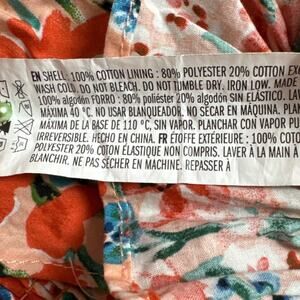 EN SHELL: 100% COTTON LINING : 80% POLYESTER 20% COTTON EX
WASH COLD. DO NOT BLEACH. DO NOT TUMBLE DRY. IRON LOW. MADE
100% algodón FORRO : 80% poliéster 20% algodón SIN ELÁSTICO. LAVAR
MÁXIMA 40 °C. NO USAR BLANQUEADOR. NO SECAR EN MÁQUINA. PLANCH
MÁXIMA DE LA BASE DE 110 °C, SIN VAPOR. PLANCHAR CON VAPOR PU
IRREVERSIBLE. HECHO EN CHINA. FR ÉTOFFE EXTÉRIEURE : 100% COTO
POLYESTER 20% COTON ÉLASTIQUE NON COMPRIS. LAVER À LA MAIN À
BLANCHIR. NE PAS SÉCHER EN MACHINE. REPASSER À